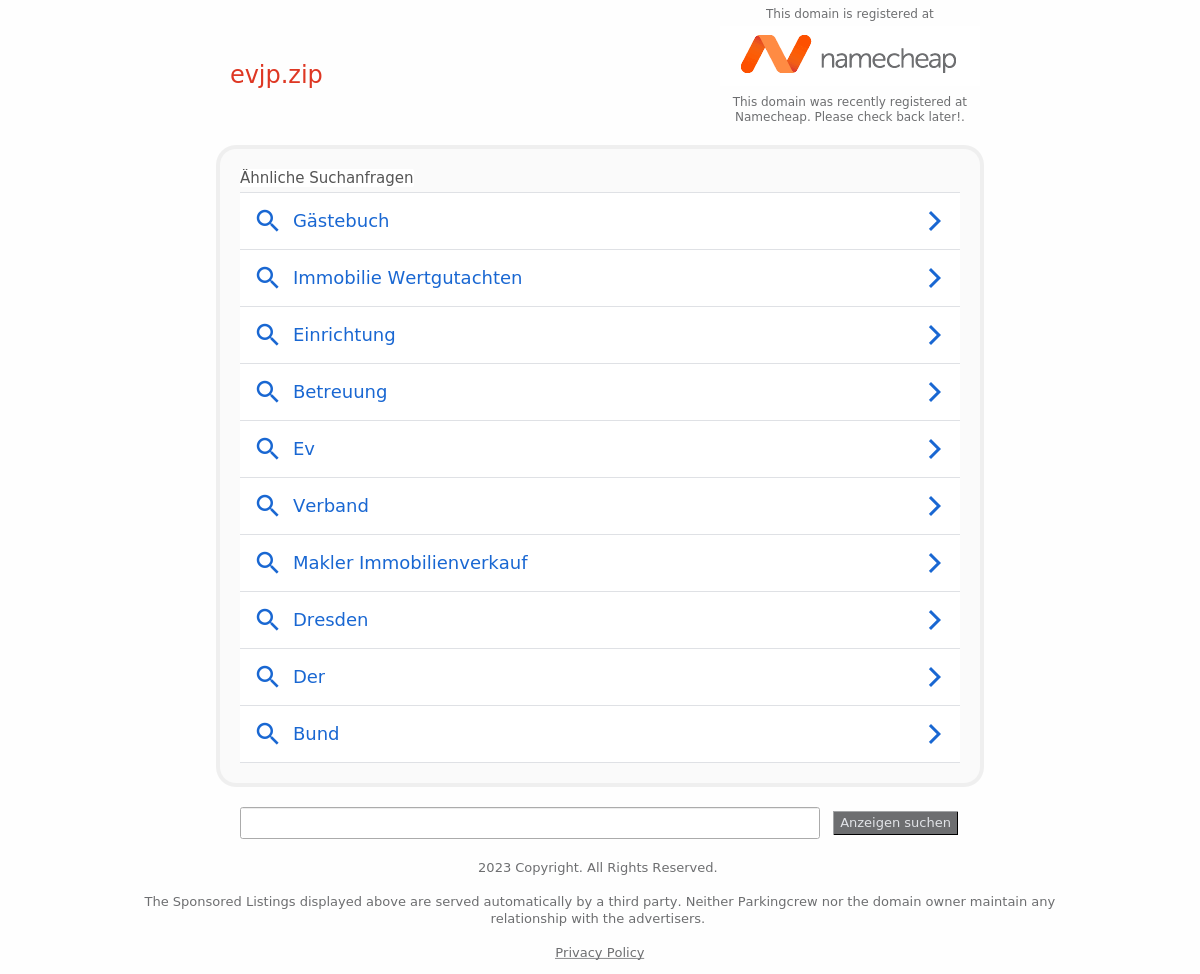 This domain is registered at
namecheap
evjp.zip
This domain was recently registered at
Namecheap. Please check back later!.
Ähnliche Suchanfragen
Gästebuch
Immobilie Wertgutachten
Einrichtung
Betreuung
Ev
Verband
Makler Immobilienverkauf
Dresden
Der
Bund
Anzeigen suchen
2023 Copyright. All Rights Reserved.
The Sponsored Listings displayed above are served automatically by a third party. Neither Parkingcrew nor the domain owner maintain any
relationship with the advertisers.
Privacy Policy